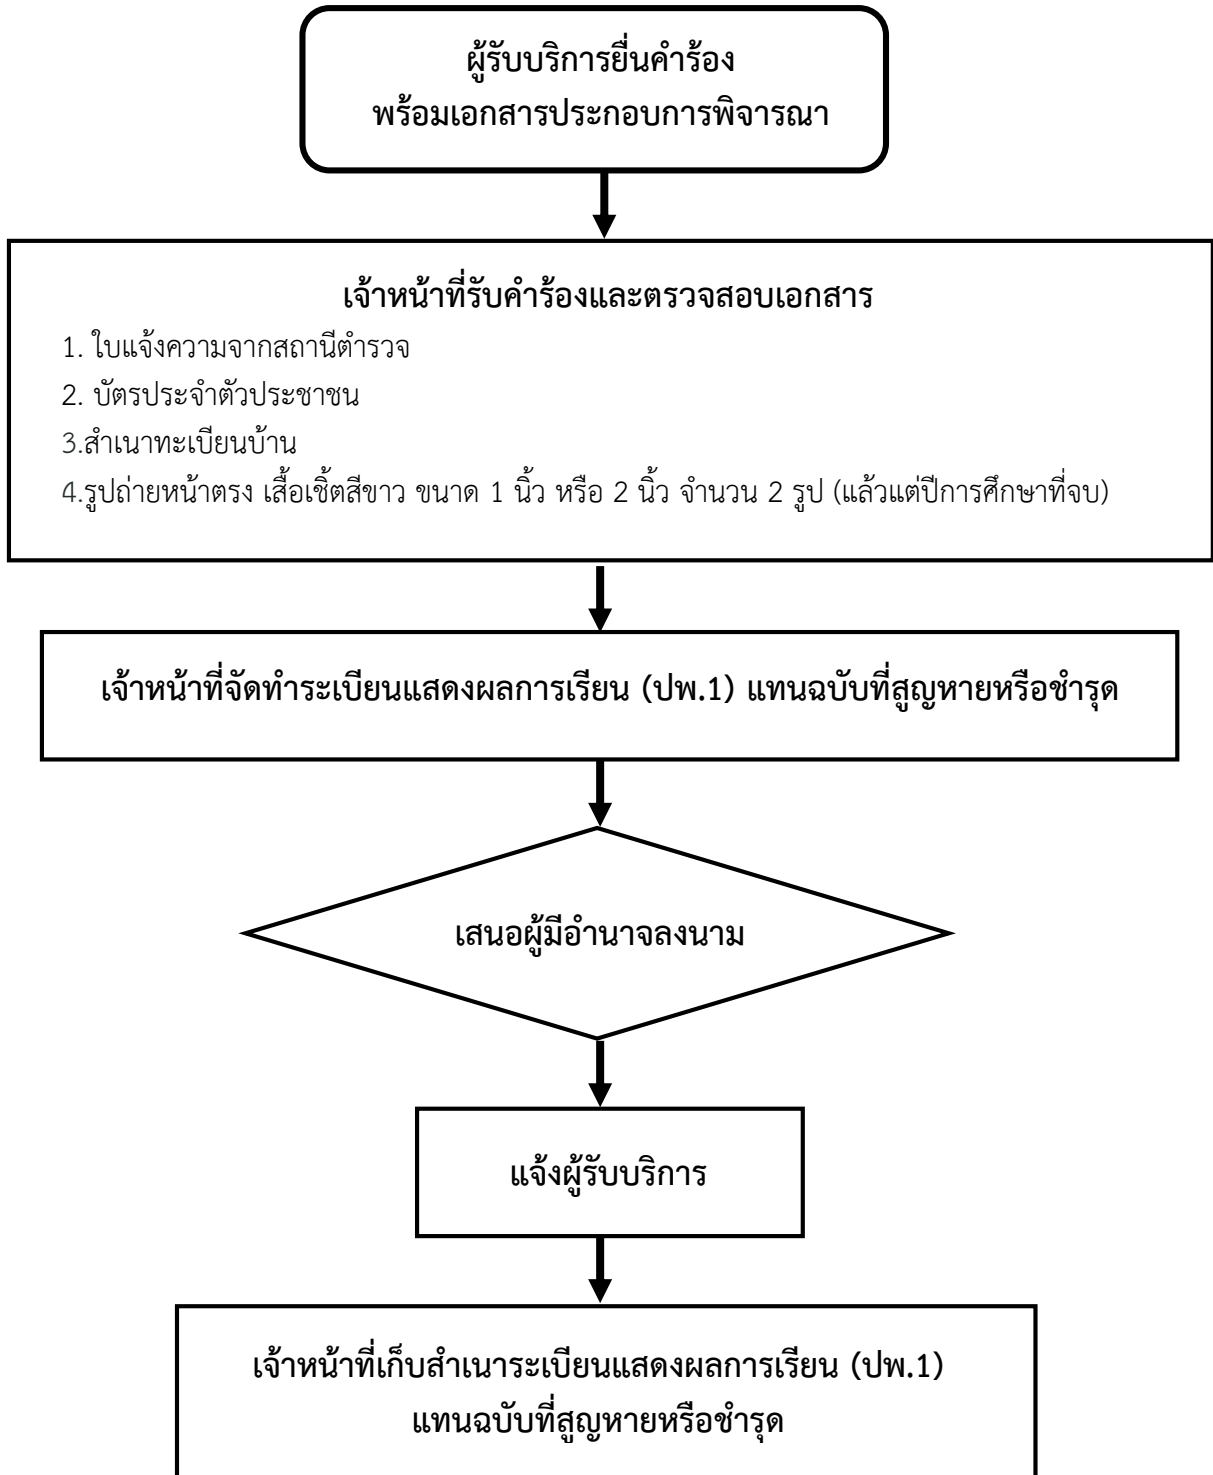 ผู้รับบริการยื่นคำร้อง
พร้อมเอกสารประกอบการพิจารณา
เจ้าหน้าที่รับคำร้องและตรวจสอบเอกสาร
1. ใบแจ้งความจากสถานีตำรวจ
2. บัตรประจำตัวประชาชน
3.สำเนาทะเบียนบ้าน
4.รูปถ่ายหน้าตรง เสื้อเชิ้ตสีขาว ขนาด 1 นิ้ว หรือ 2 นิ้ว จำนวน 2 รูป (แล้วแต่ปีการศึกษาที่จบ)
เจ้าหน้าที่จัดทำระเบียนแสดงผลการเรียน (ปพ.1) แทนฉบับที่สูญหายหรือชำรุด
เสนอผู้มีอำนาจลงนาม
แจ้งผู้รับบริการ
เจ้าหน้าที่เก็บสำเนาระเบียนแสดงผลการเรียน (ปพ.1)
แทนฉบับที่สูญหายหรือชำรุด